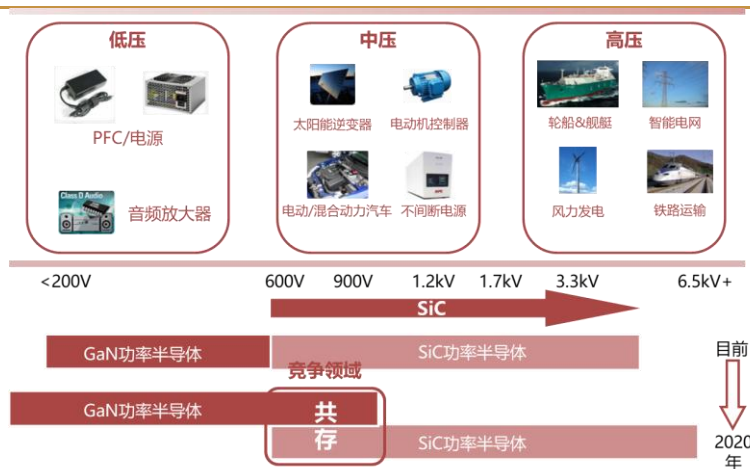 低压
中压
高压
PFC/电源
Class D Audio
音频放大器
太阳能逆变器
电动机控制器
电动/混合动力汽车
不间断电源
轮船&舰艇
智能电网
风力发电
铁路运输
<200V
600V
900V
1.2kV
1.7kV
3.3kV
6.5kV+
SiC
GaN功率半导体
SiC功率半导体
目前
竞争领域
GaN功率半导体
共
存
SiC功率半导体
2020
年